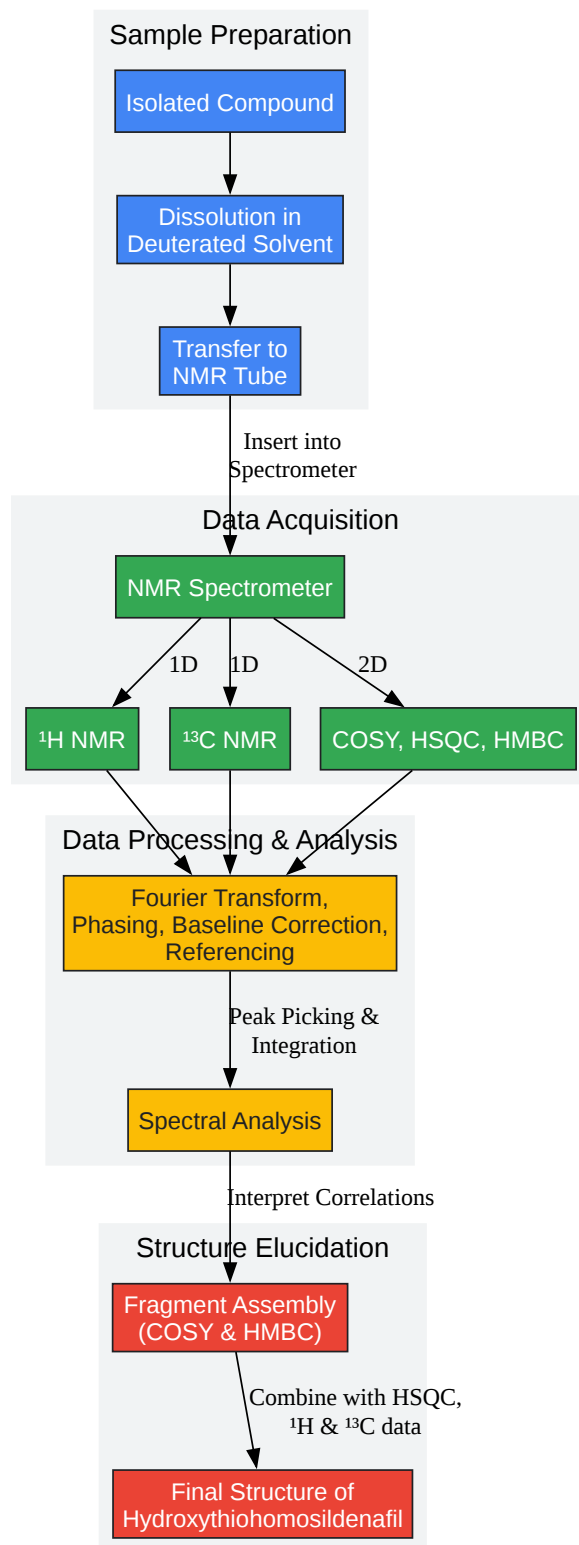 Sample Preparation
Isolated Compound
Dissolution in
Deuterated Solvent
Transfer to
NMR Tube
Insert into
Spectrometer
Data Acquisition
NMR Spectrometer
1D
1D
2D
¹H NMR
¹³C NMR
COSY, HSQC, HMBC
Data Processing & Analysis
Fourier Transform,
Phasing, Baseline Correction,
Referencing
Peak Picking &
Integration
Spectral Analysis
Interpret Correlations
Structure Elucidation
Fragment Assembly
(COSY & HMBC)
Combine with HSQC,
¹H & ¹³C data
Final Structure of
Hydroxythiohomosildenafil